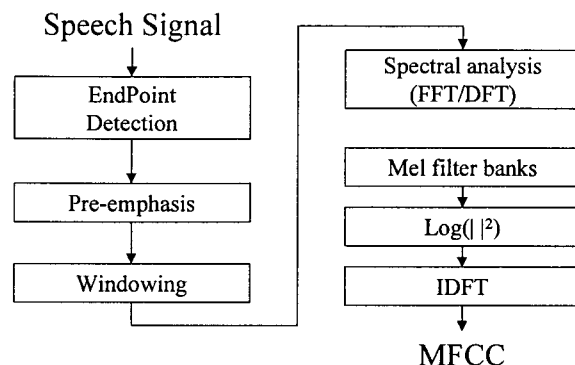 Speech Signal
EndPoint
Detection
Pre-emphasis
Windowing
Spectral analysis
(FFT/DFT)
Mel filter banks
Log(| |²)
IDFT
MFCC